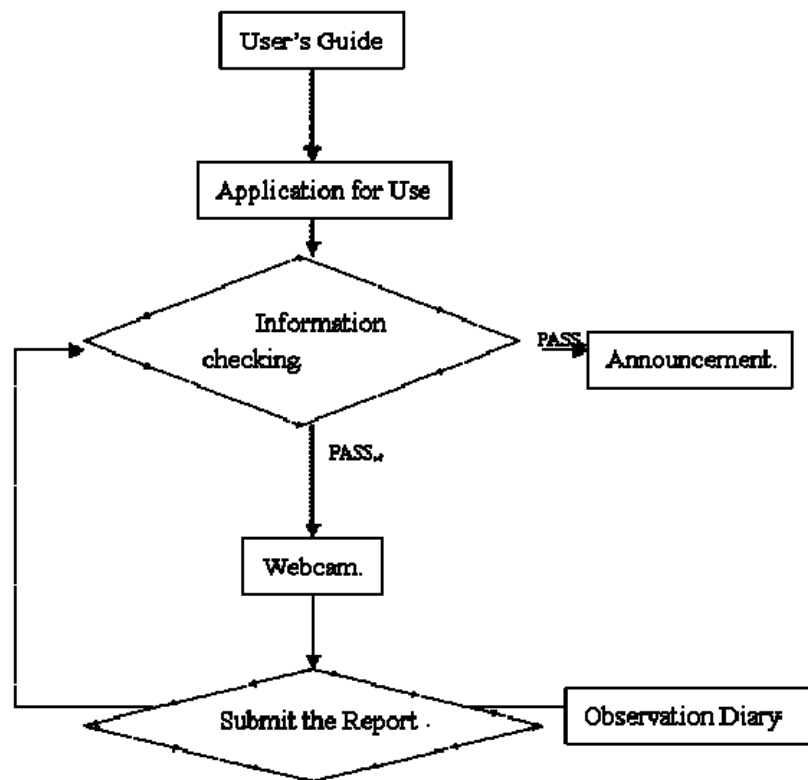 User's Guide
Application for Use
Information
checking
PASS
Announcement.
PASS..
Webcam.
Submit the Report .
Observation Diary